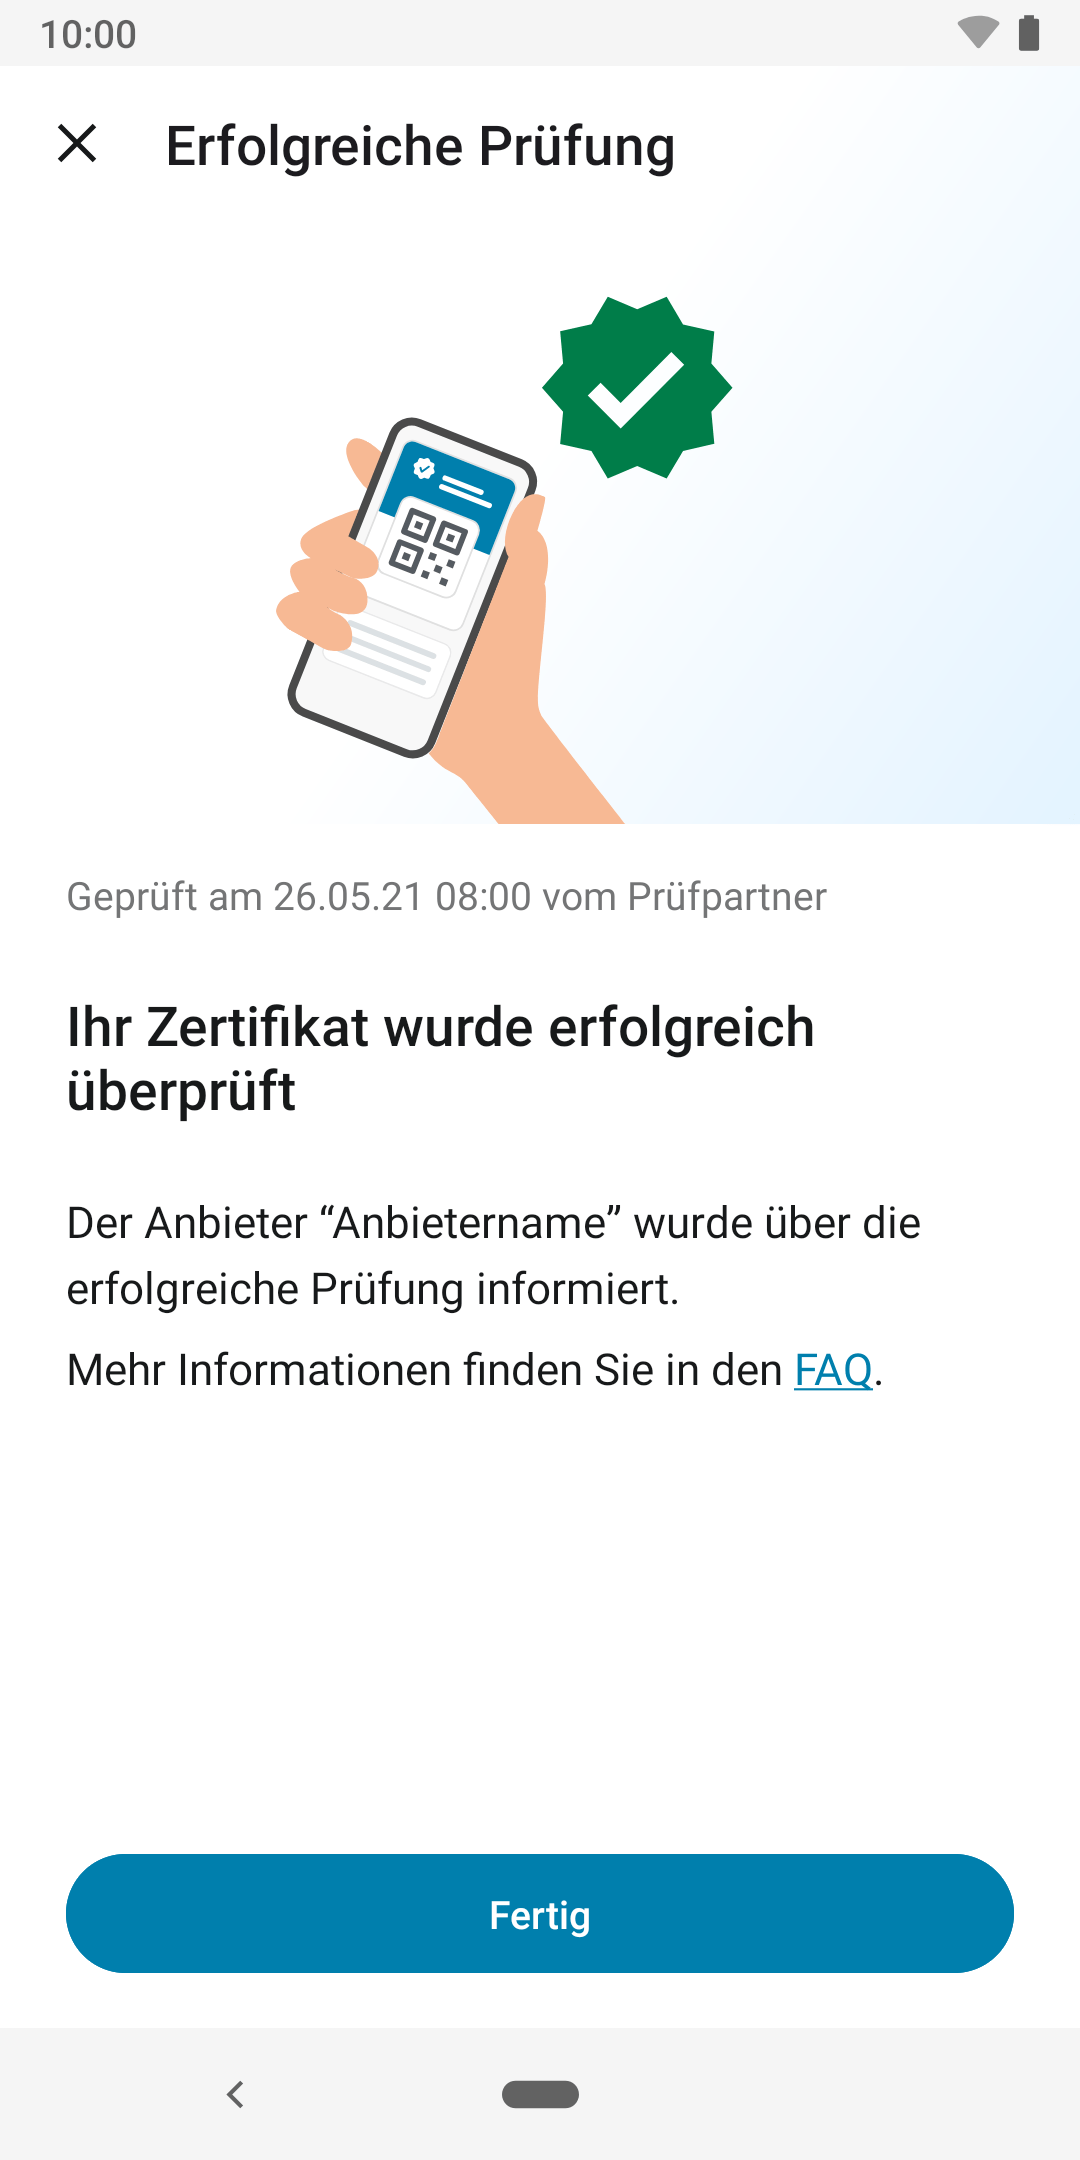 10:00
Erfolgreiche Prüfung
Geprüft am 26.05.21 08:00 vom Prüfpartner
Ihr Zertifikat wurde erfolgreich
überprüft
Der Anbieter “Anbietername” wurde über die
erfolgreiche Prüfung informiert.
Mehr Informationen finden Sie in den FAQ.
Fertig